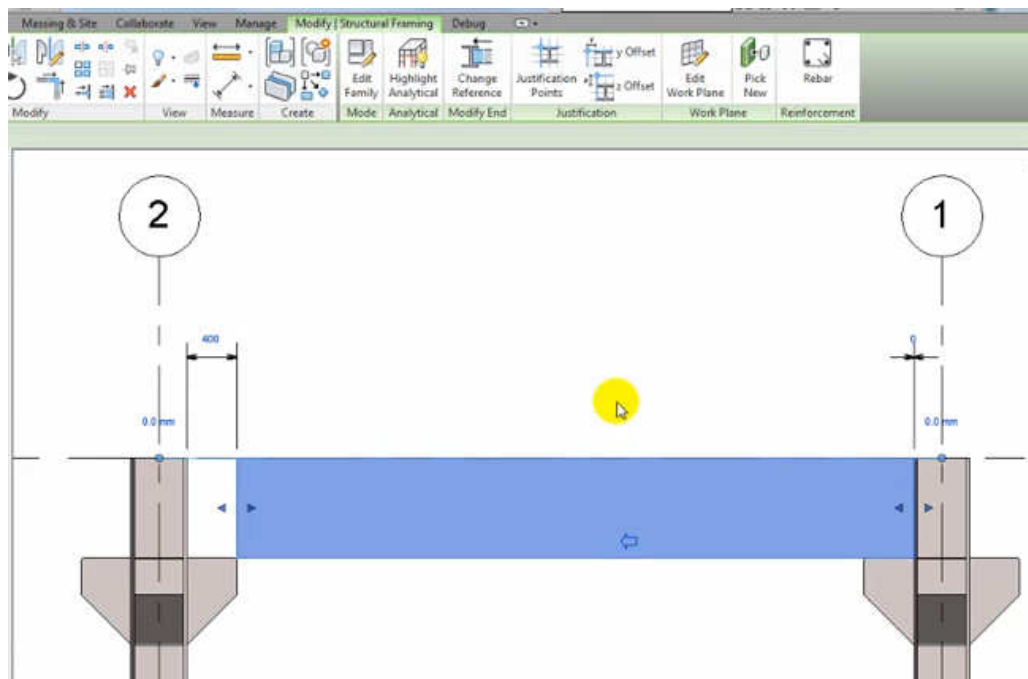 Massing & Site Collaborate View Manage Modify | Structural Framing Debug
y Offset
Edit Family Highlight Analytical Change Reference Justification Points z Offset Edit Work Plane Pick New Rebar
Modify View Measure Create Mode Analytical Modify End Justification Work Plane Reinforcement
2 1
400 0
0.0 mm 0.0 mm